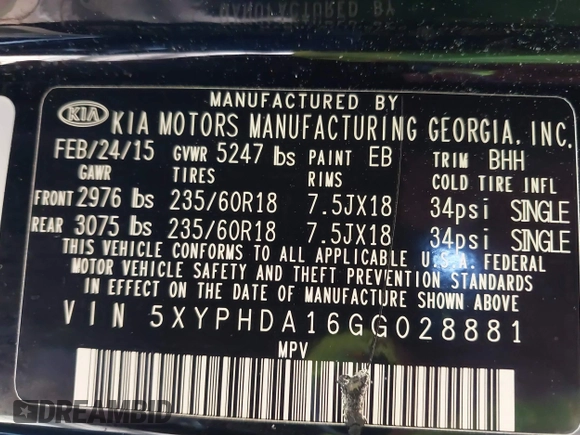 MANUFACTURED BY
KIA KIA MOTORS MANUFACTURING GEORGIA, INC.
FEB/24/15 GVWR 5247 lbs PAINT EB TRIM BHH
GAWR TIRES RIMS COLD TIRE INFL
FRONT 2976 lbs 235/60R18 7.5JX18 34psi SINGLE
REAR 3075 lbs 235/60R18 7.5JX18 34psi SINGLE
THIS VEHICLE CONFORMS TO ALL APPLICABLE U.S.A. FEDERAL
MOTOR VEHICLE SAFETY AND THEFT PREVENTION STANDARDS
IN EFFECT ON THE DATE OF MANUFACTURE SHOWN ABOVE.
VIN 5XYPHDA16GG028881
MPV
DREAMBID